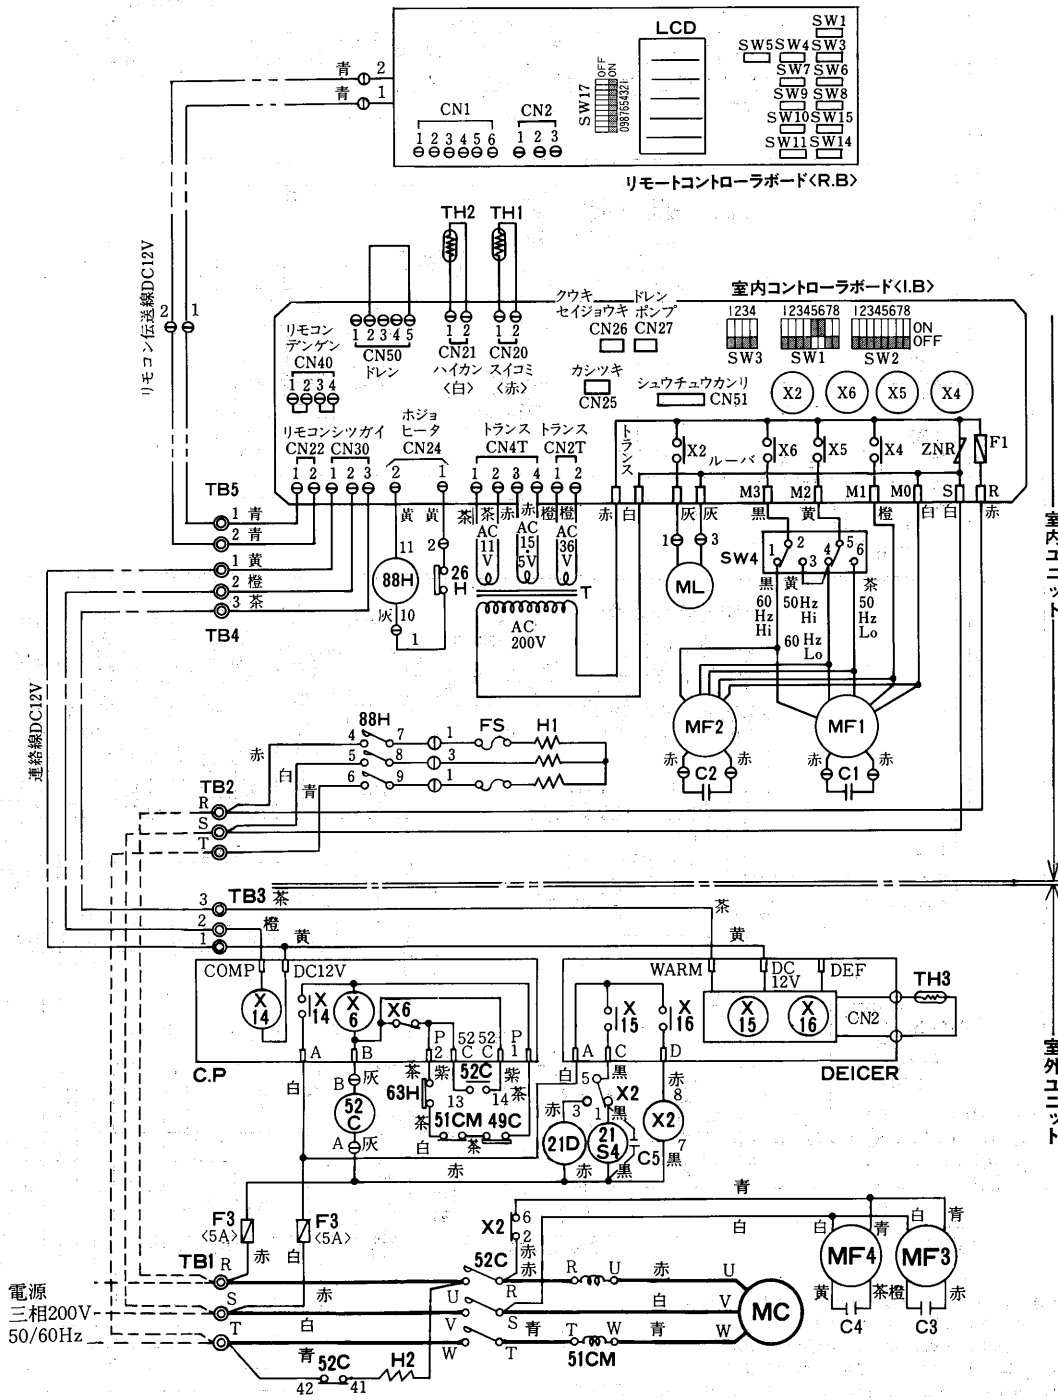 SW1
LCD
SW5 SW4 SW3
SW7 SW6
SW9 SW8
SW10 SW15
SW11 SW14
OFF
ON
SW17
0987654321
青 2
青 1
CN1
1 2 3 4 5 6
CN2
1 2 3
リモートコントローラボード<R.B>
TH2
TH1
リモコン伝送線DC12V
2
1
室内コントローラボード<I.B>
クウキ
セイジョウキ
CN26
ドレン
ポンプ
CN27
1234
SW3
12345678
SW1
12345678
SW2
ON
OFF
リモコン
デンゲン
CN40
1 2 3 4
1 2 3 4 5
CN50
ドレン
1 2
CN21
ハイカン
<白>
1 2
CN20
スイコミ
<赤>
カシツキ
CN25
シュウチュウカンリ
CN51
X2
X6
X5
X4
リモコン
CN22
1 2
シツガイ
CN30
1 2 3
ホジョ
ヒータ
CN24
2 1
トランス
CN4T
1 2 3 4
トランス
CN2T
1 2
トランス
X2
ルーバ
X6
X5
X4
ZNR
F1
M3 M2 M1 M0 S R
TB5
1 青
2 青
1 黄
2 橙
3 茶
TB4
黄 黄
茶 茶 赤 赤 橙 橙
赤 白 灰 灰 黒 黄 橙 白 白 赤
11
88H
灰 10
2
26
H
1
AC
11
V
AC
15
・5V
AC
36
V
T
AC
200V
1 3
ML
SW4
1 2 3 4 5 6
黒 黄 茶
60
Hz
Hi
50Hz
Hi
60 Hz
Lo
50
Hz
Lo
MF2
MF1
赤 赤
C2
赤 赤
C1
室内ユニット
連絡線DC12V
88H
4 7 1
5 8 3
6 9 1
FS
H1
赤
白
青
TB2
R
S
T
3 TB3 茶
2 橙
1 黄
茶
黄
COMP
DC12V
X
14
X
14
X
6
X6
A
B
P
2
52
C
52
C
P
1
C.P
WARM
DC
12V
DEF
TH3
X
15
X
16
X
15
X
16
CN2
A C D
DEICER
白
B 灰
52
C
A 灰
茶 紫 紫 茶
63H
52C
13 14
51CM 49C
茶
白 茶
白
黒
5
X2
赤 3
1
黒
21D
21
S4
赤 黒
C5
赤
8
X2
7
黒
赤
室外ユニット
F3
<5A>
F3
<5A>
赤 白
青
白
X2
6
2
赤
TB1
R
S
T
電源
三相200V
50/60Hz
赤
白
青
52C
赤
U
V
W
R
S
T
青
R U
T W
51CM
赤
白
青
U
V
W
MC
白 青
MF4
黄 茶
C4
白 青
MF3
橙 赤
C3
52C
42 41
H2